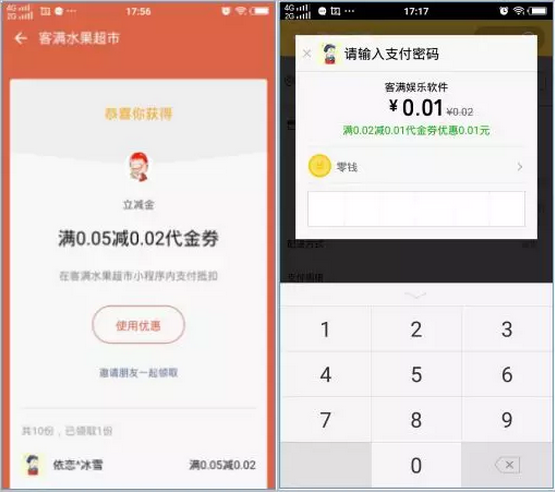 4G 2G 17:56
客满水果超市
恭喜你获得
立减金
满0.05减0.02代金券
在客满水果超市小程序内支付抵扣
使用优惠
邀请朋友一起领取
共10份，已领取1份
依恋*冰雪 满0.05减0.02
4G 2G 17:17
请输入支付密码
客满娱乐软件
¥0.01 ¥0.02
满0.02减0.01代金券优惠0.01元
零钱
配送方式
1 2 3
4 5 6
7 8 9
0